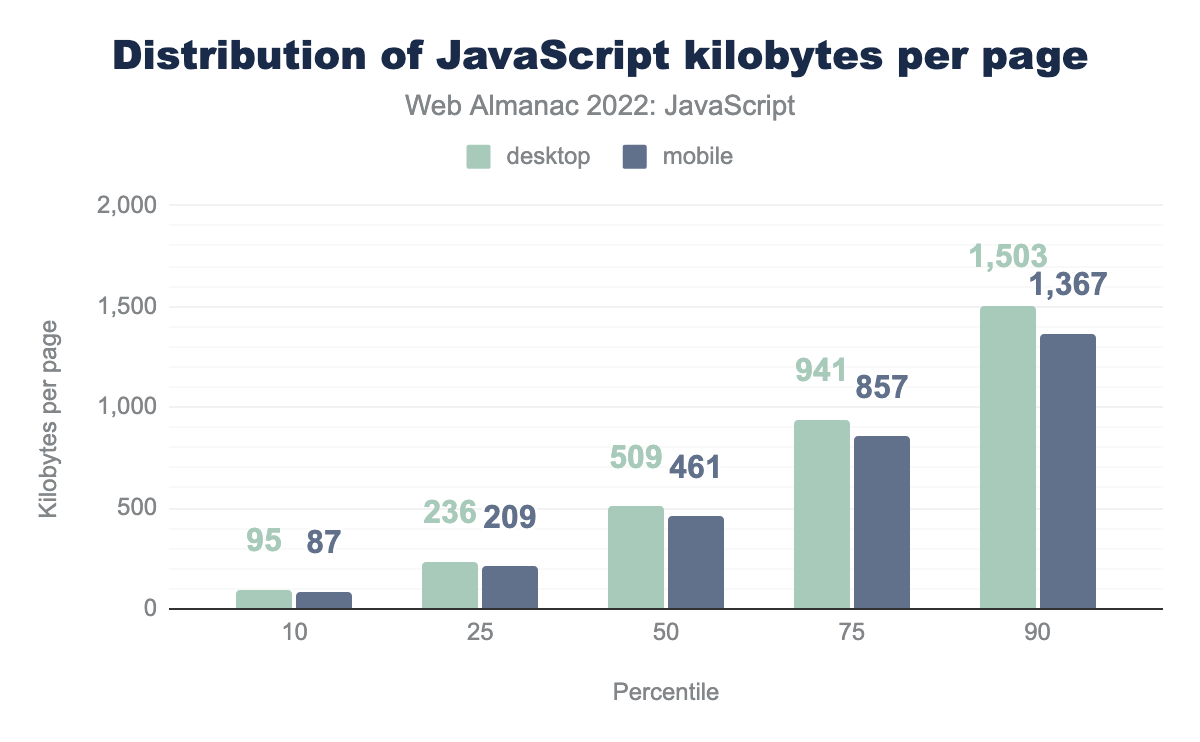 Distribution of JavaScript kilobytes per page
Web Almanac 2022: JavaScript
desktop mobile
2,000
1,500
1,000
500
0
Kilobytes per page
95 87
236 209
509 461
941 857
1,503 1,367
10 25 50 75 90
Percentile